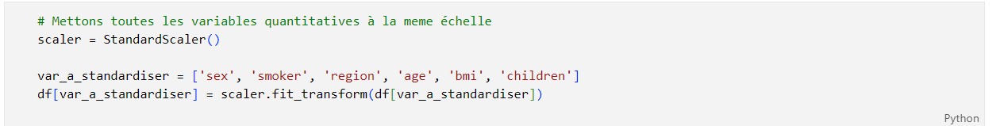 # Mettons toutes les variables quantitatives à la meme échelle
scaler = StandardScaler()
var_a_standardiser = ['sex', 'smoker', 'region', 'age', 'bmi', 'children']
df[var_a_standardiser] = scaler.fit_transform(df[var_a_standardiser])
Python